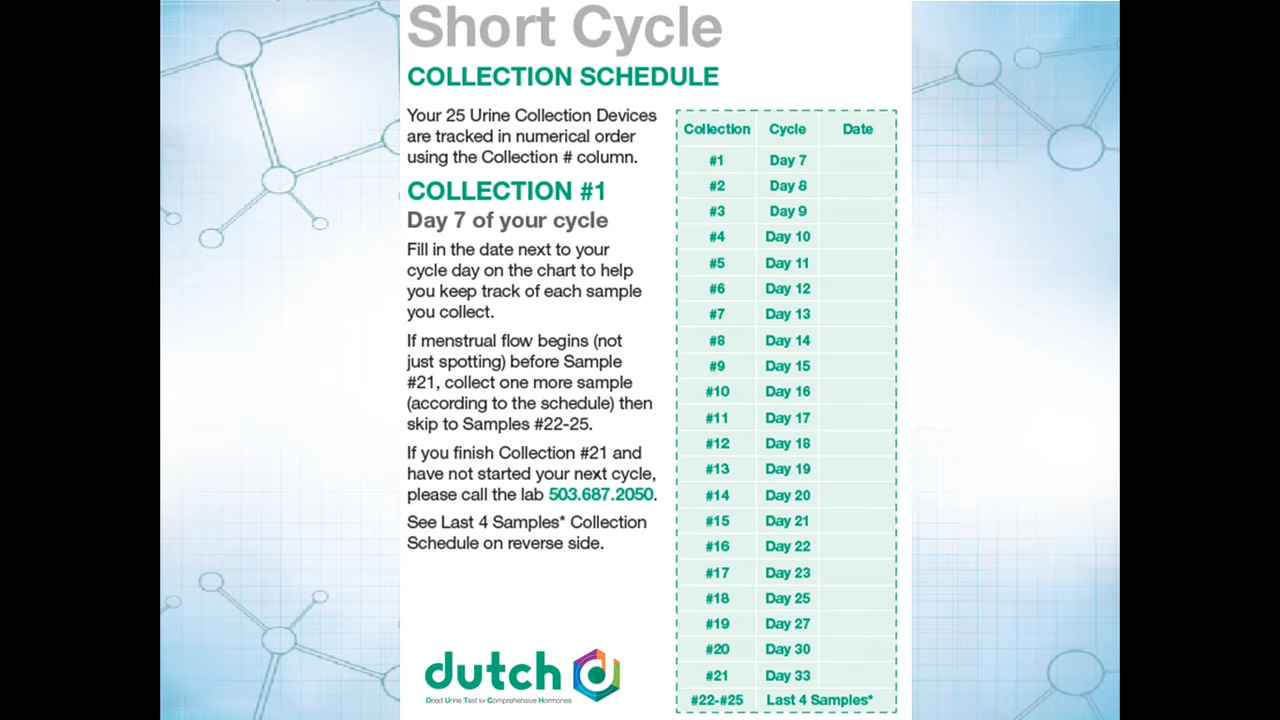 Short Cycle
COLLECTION SCHEDULE
Your 25 Urine Collection Devices
are tracked in numerical order
using the Collection # column.
COLLECTION #1
Day 7 of your cycle
Fill in the date next to your
cycle day on the chart to help
you keep track of each sample
you collect.
If menstrual flow begins (not
just spotting) before Sample
#21, collect one more sample
(according to the schedule) then
skip to Samples #22-25.
If you finish Collection #21 and
have not started your next cycle,
please call the lab 503.687.2050.
See Last 4 Samples* Collection
Schedule on reverse side.
dutch
Dried Urine Test for Comprehensive Hormones
Collection Cycle Date
#1 Day 7
#2 Day 8
#3 Day 9
#4 Day 10
#5 Day 11
#6 Day 12
#7 Day 13
#8 Day 14
#9 Day 15
#10 Day 16
#11 Day 17
#12 Day 18
#13 Day 19
#14 Day 20
#15 Day 21
#16 Day 22
#17 Day 23
#18 Day 25
#19 Day 27
#20 Day 30
#21 Day 33
#22-#25 Last 4 Samples*